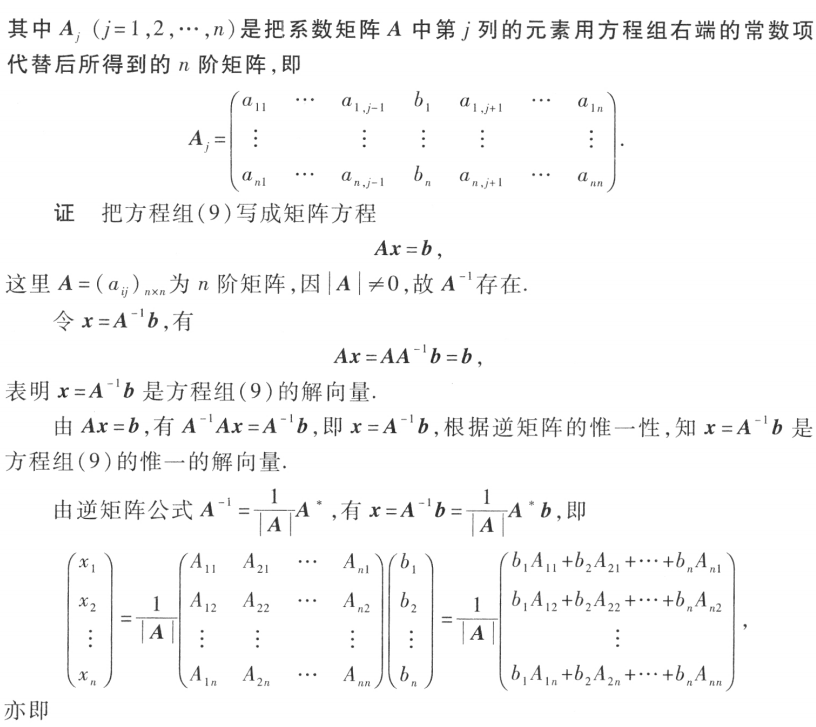 其中 A_j (j=1,2,⋯,n)是把系数矩阵 A 中第 j 列的元素用方程组右端的常数项
代替后所得到的 n 阶矩阵,即
A_j = \begin{pmatrix} a_{11} & \cdots & a_{1,j-1} & b_1 & a_{1,j+1} & \cdots & a_{1n} \\ \vdots & & \vdots & \vdots & \vdots & & \vdots \\ a_{n1} & \cdots & a_{n,j-1} & b_n & a_{n,j+1} & \cdots & a_{nn} \end{pmatrix}.
证 把方程组(9)写成矩阵方程
Ax=b,
这里 A=(a_{ij})_{n×n}为 n 阶矩阵,因|A|≠0,故 A^{-1}存在.
令 x=A^{-1}b,有
Ax=AA^{-1}b=b,
表明 x=A^{-1}b 是方程组(9)的解向量.
由 Ax=b,有 A^{-1}Ax=A^{-1}b,即 x=A^{-1}b,根据逆矩阵的惟一性,知 x=A^{-1}b 是
方程组(9)的惟一的解向量.
由逆矩阵公式 A^{-1}=\frac{1}{|A|}A^*,有 x=A^{-1}b=\frac{1}{|A|}A^*b,即
\begin{pmatrix} x_1 \\ x_2 \\ \vdots \\ x_n \end{pmatrix} = \frac{1}{|A|} \begin{pmatrix} A_{11} & A_{21} & \cdots & A_{n1} \\ A_{12} & A_{22} & \cdots & A_{n2} \\ \vdots & \vdots & & \vdots \\ A_{1n} & A_{2n} & \cdots & A_{nn} \end{pmatrix} \begin{pmatrix} b_1 \\ b_2 \\ \vdots \\ b_n \end{pmatrix} = \frac{1}{|A|} \begin{pmatrix} b_1A_{11}+b_2A_{21}+\cdots+b_nA_{n1} \\ b_1A_{12}+b_2A_{22}+\cdots+b_nA_{n2} \\ \vdots \\ b_1A_{1n}+b_2A_{2n}+\cdots+b_nA_{nn} \end{pmatrix},
亦即